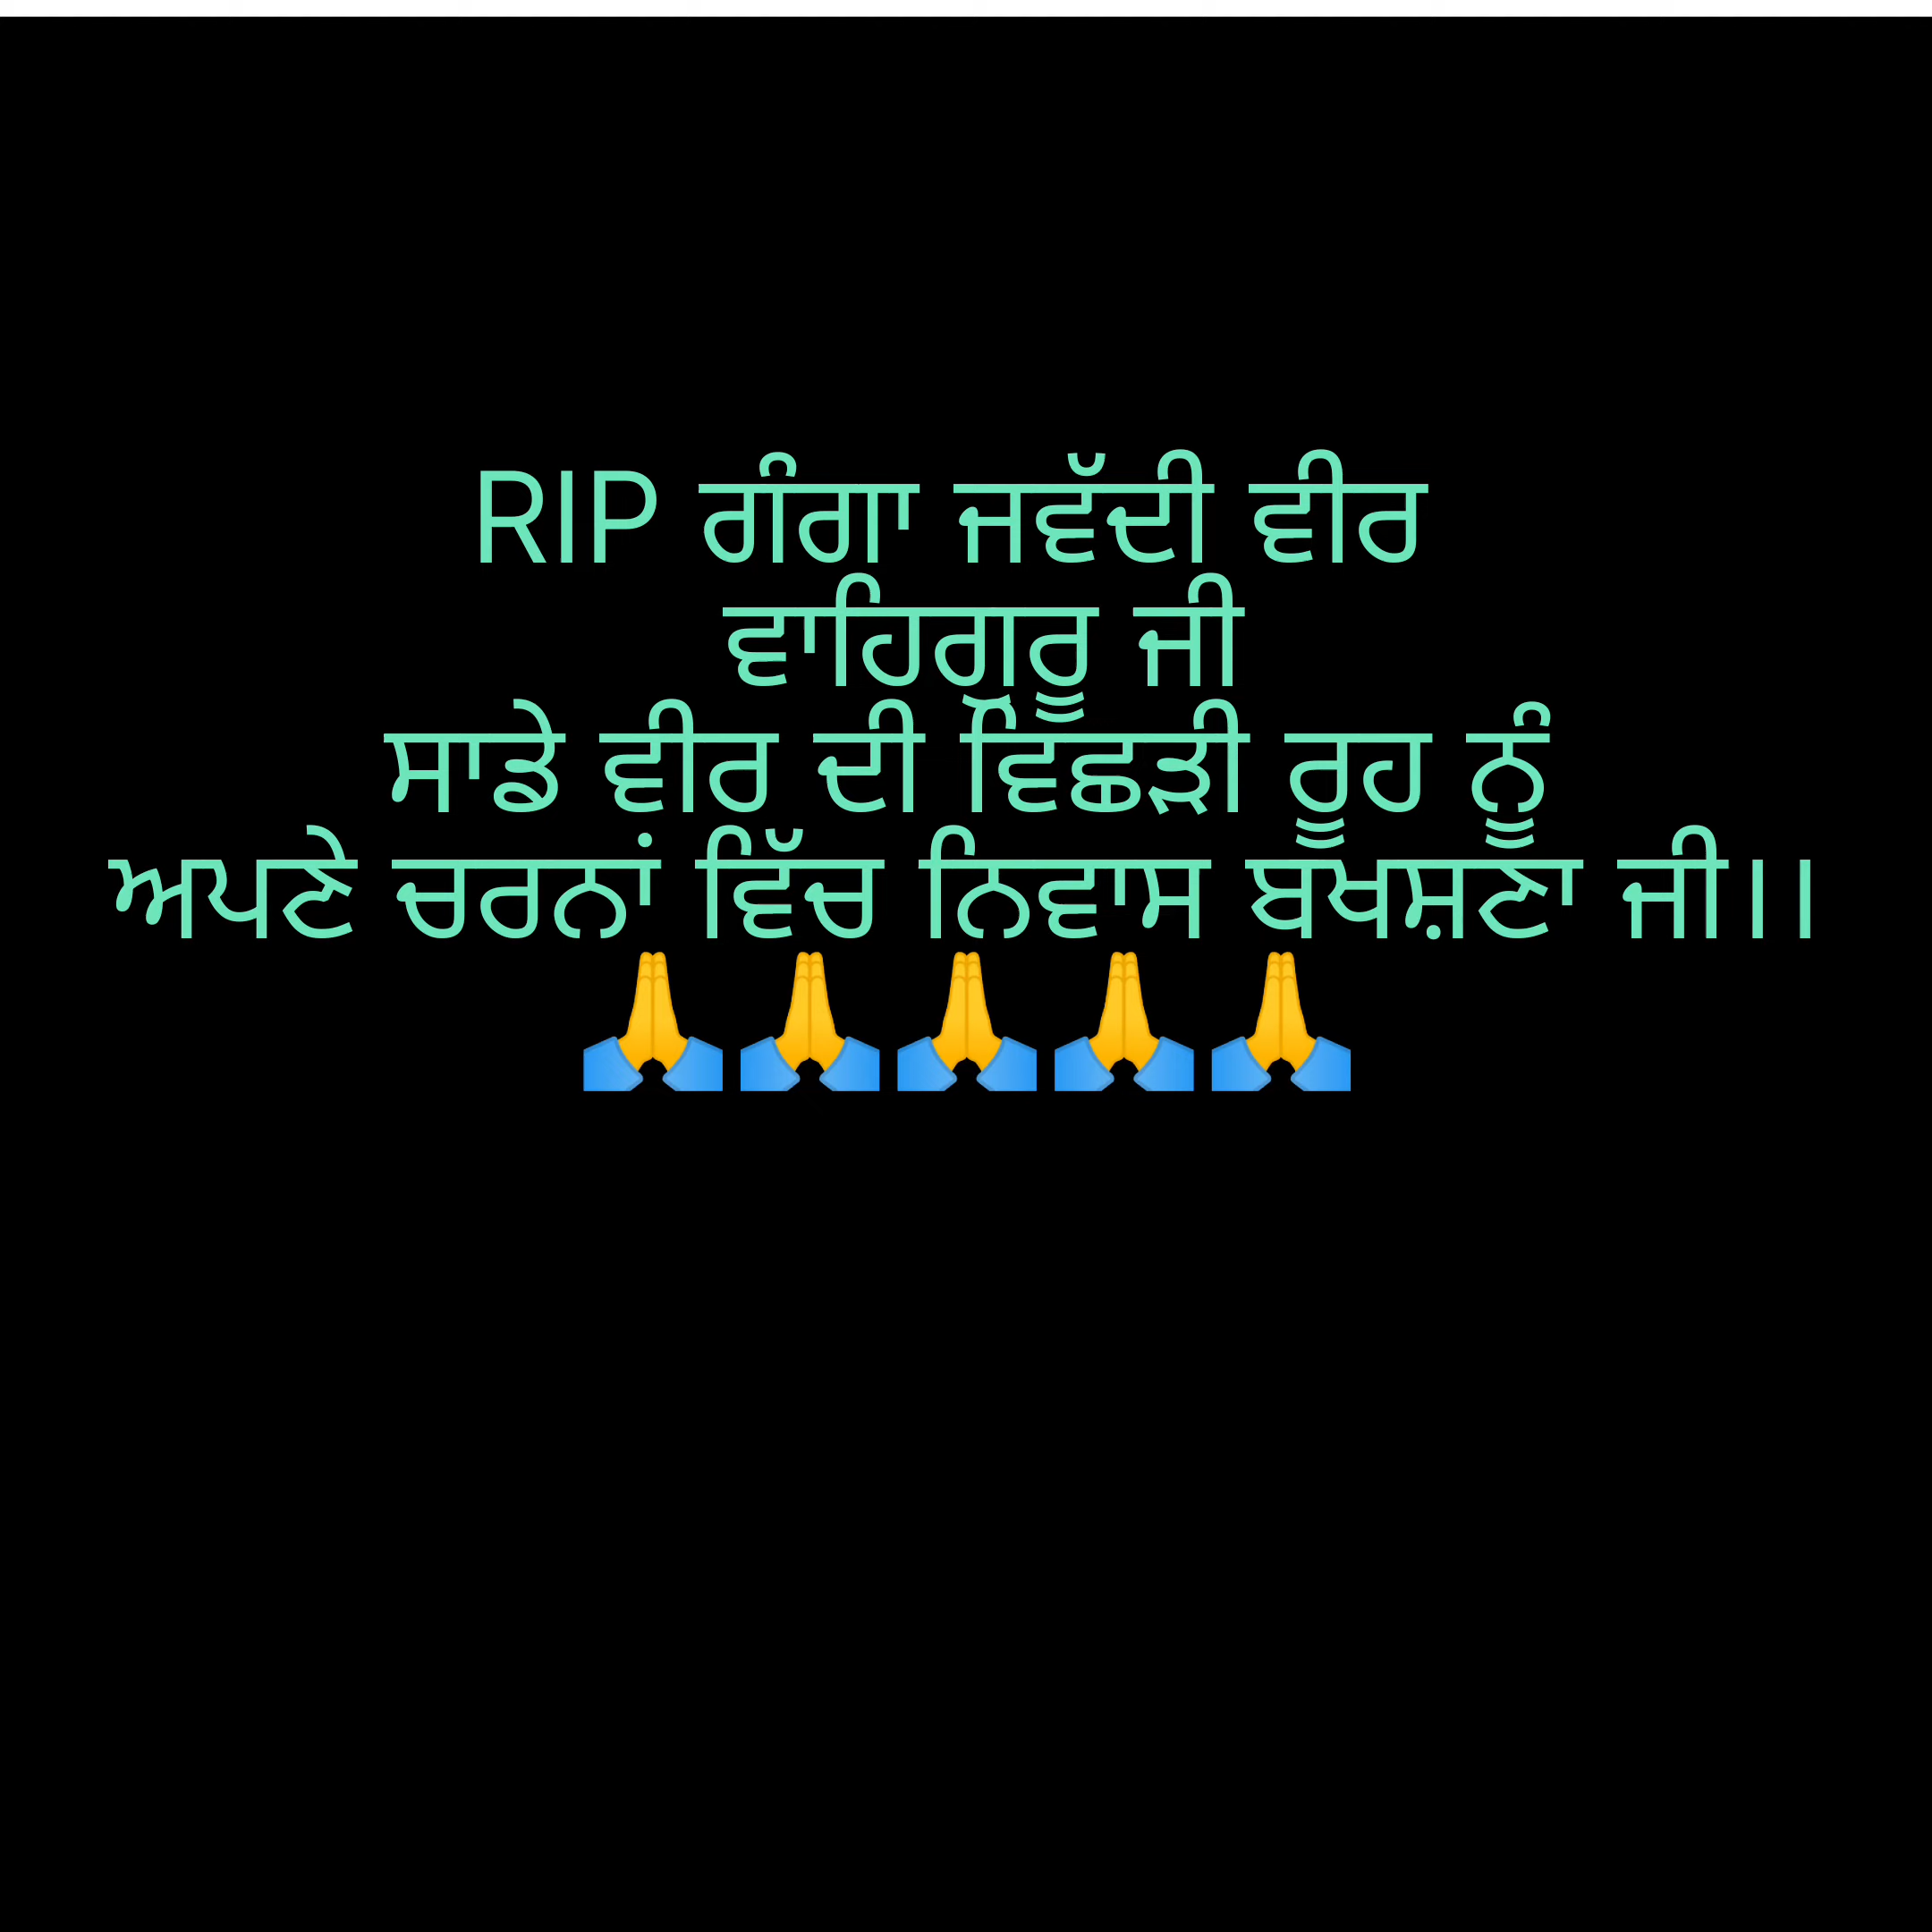 RIP ਗੰਗਾ ਜਵੱਦੀ ਵੀਰ
ਵਾਹਿਗੁਰੂ ਜੀ
ਸਾਡੇ ਵੀਰ ਦੀ ਵਿਛੜੀ ਰੂਹ ਨੂੰ
ਅਪਣੇ ਚਰਨਾਂ ਵਿੱਚ ਨਿਵਾਸ ਬਖਸ਼ਣਾ ਜੀ।।
🙏🙏🙏🙏🙏